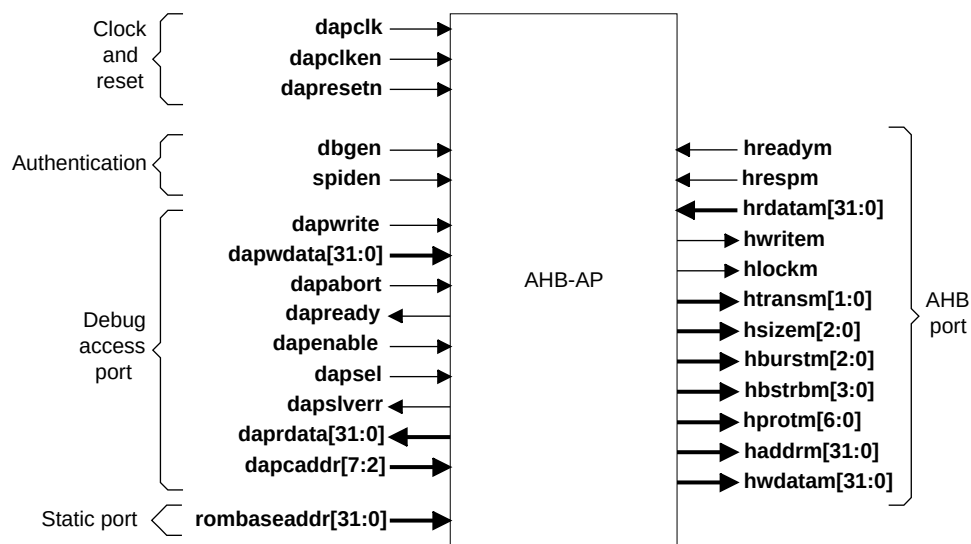 Clock
and
reset
dapclk
dapclken
dapresetn
Authentication
dbgen
spiden
Debug
access
port
dapwrite
dapwdata[31:0]
dapabort
dapready
dapenable
dapsel
dapslverr
daprdata[31:0]
dapcaddr[7:2]
Static port
rombaseaddr[31:0]
AHB-AP
hreadym
hrespm
hrdatam[31:0]
hwritem
hlockm
htransm[1:0]
hsizem[2:0]
hburstm[2:0]
hbstrbm[3:0]
hprotm[6:0]
haddrm[31:0]
hwdatam[31:0]
AHB
port